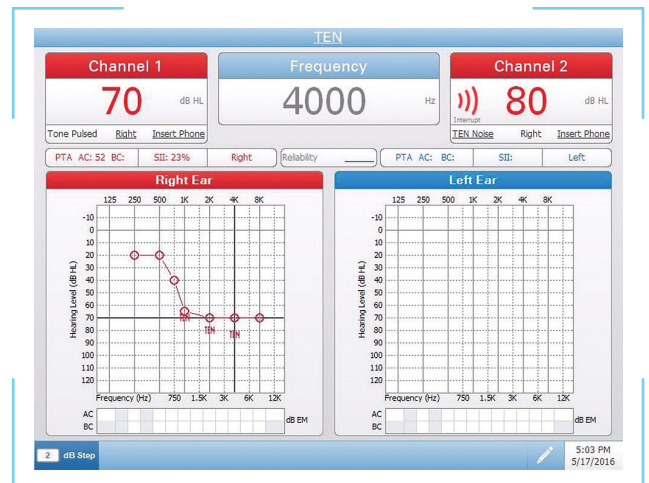 TEN
Channel 1
70 dB HL
Tone Pulsed Right Insert Phone
Frequency
4000 Hz
Channel 2
80 dB HL
Interrupt
TEN Noise Right Insert Phone
PTA AC: 52 BC: SII: 23% Right
Reliability
PTA AC: BC: SII: Left
Right Ear
125 250 500 1K 2K 4K 8K
-10
0
10
20
30
40
50
60
70
80
90
100
110
120
Hearing Level (dB HL)
TEN
TEN
TEN
Frequency (Hz) 750 1.5K 3K 6K 12K
AC
BC
dB EM
Left Ear
125 250 500 1K 2K 4K 8K
-10
0
10
20
30
40
50
60
70
80
90
100
110
120
Hearing Level (dB HL)
Frequency (Hz) 750 1.5K 3K 6K 12K
AC
BC
dB EM
2 dB Step
5:03 PM
5/17/2016